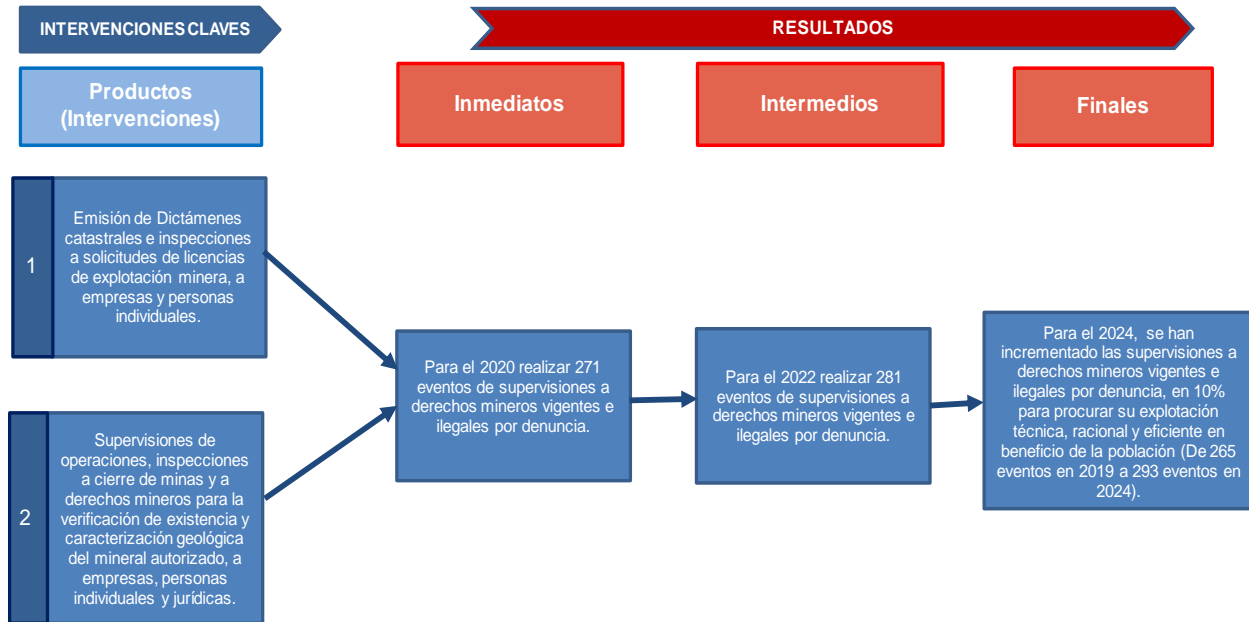 INTERVENCIONES CLAVES
RESULTADOS
Productos
(Intervenciones)
Inmediatos
Intermedios
Finales
1
Emisión de Dictámenes
catastrales e inspecciones
a solicitudes de licencias
de explotación minera, a
empresas y personas
individuales.
2
Supervisiones de
operaciones, inspecciones
a cierre de minas y a
derechos mineros para la
verificación de existencia y
caracterización geológica
del mineral autorizado, a
empresas, personas
individuales y jurídicas.
Para el 2020 realizar 271
eventos de supervisiones a
derechos mineros vigentes e
ilegales por denuncia.
Para el 2022 realizar 281
eventos de supervisiones a
derechos mineros vigentes e
ilegales por denuncia.
Para el 2024, se han
incrementado las supervisiones a
derechos mineros vigentes e
ilegales por denuncia, en 10%
para procurar su explotación
técnica, racional y eficiente en
beneficio de la población (De 265
eventos en 2019 a 293 eventos en
2024).